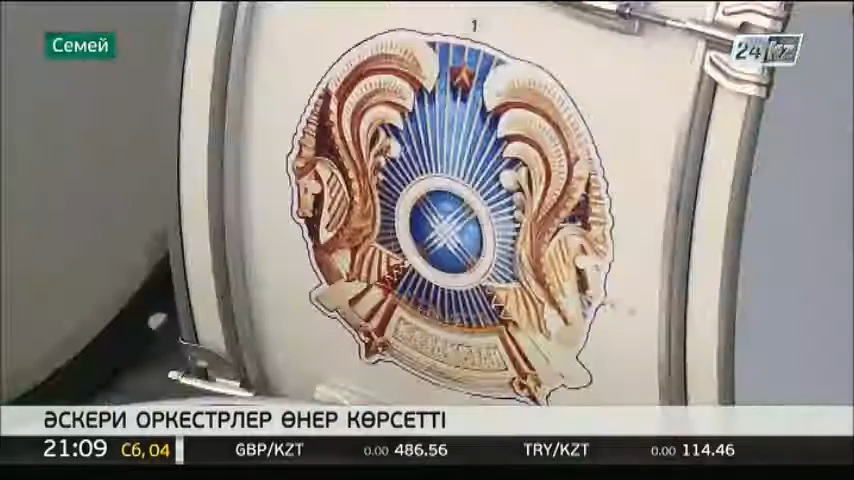 1
Семей
24 kz
ӘСКЕРИ ОРКЕСТРЛЕР ӨНЕР КӨРСЕТТІ
21:09 Сб, 04 GBP/KZT 0.00 486.56 TRY/KZT 0.00 114.46